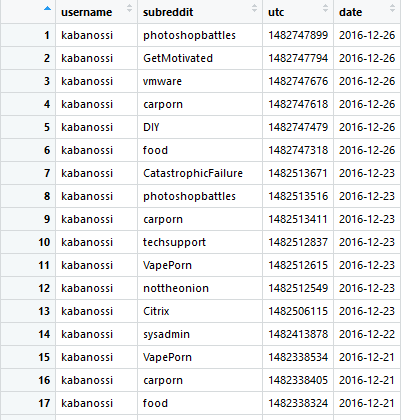 username subreddit utc date
1 kabanossi photoshopbattles 1482747899 2016-12-26
2 kabanossi GetMotivated 1482747794 2016-12-26
3 kabanossi vmware 1482747676 2016-12-26
4 kabanossi carporn 1482747618 2016-12-26
5 kabanossi DIY 1482747479 2016-12-26
6 kabanossi food 1482747318 2016-12-26
7 kabanossi CatastrophicFailure 1482513671 2016-12-23
8 kabanossi photoshopbattles 1482513516 2016-12-23
9 kabanossi carporn 1482513411 2016-12-23
10 kabanossi techsupport 1482512837 2016-12-23
11 kabanossi VapePorn 1482512615 2016-12-23
12 kabanossi nottheonion 1482512549 2016-12-23
13 kabanossi Citrix 1482506115 2016-12-23
14 kabanossi sysadmin 1482413878 2016-12-22
15 kabanossi VapePorn 1482338534 2016-12-21
16 kabanossi carporn 1482338405 2016-12-21
17 kabanossi food 1482338324 2016-12-21